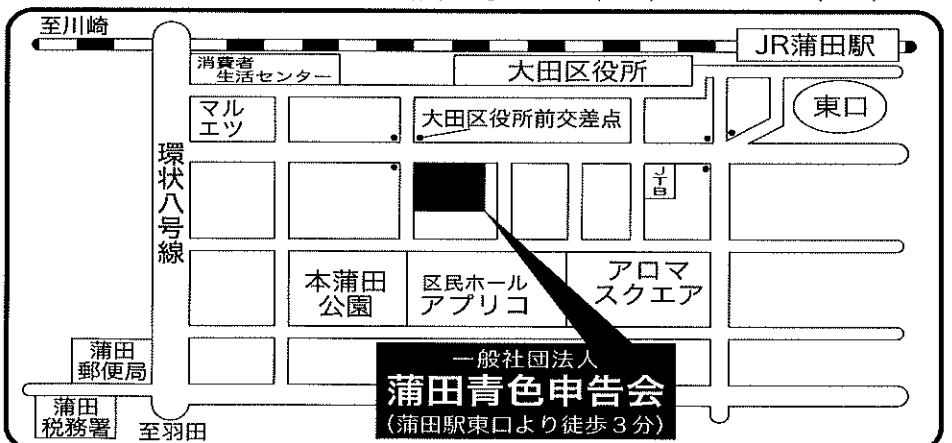 至川崎
JR蒲田駅
消費者
生活センター
大田区役所
東口
マル
エツ
大田区役所前交差点
環状八号線
JTB
本蒲田
公園
区民ホール
アプリコ
アロマ
スクエア
蒲田
郵便局
一般社団法人
蒲田青色申告会
(蒲田駅東口より徒歩3分)
蒲田
税務署
至羽田